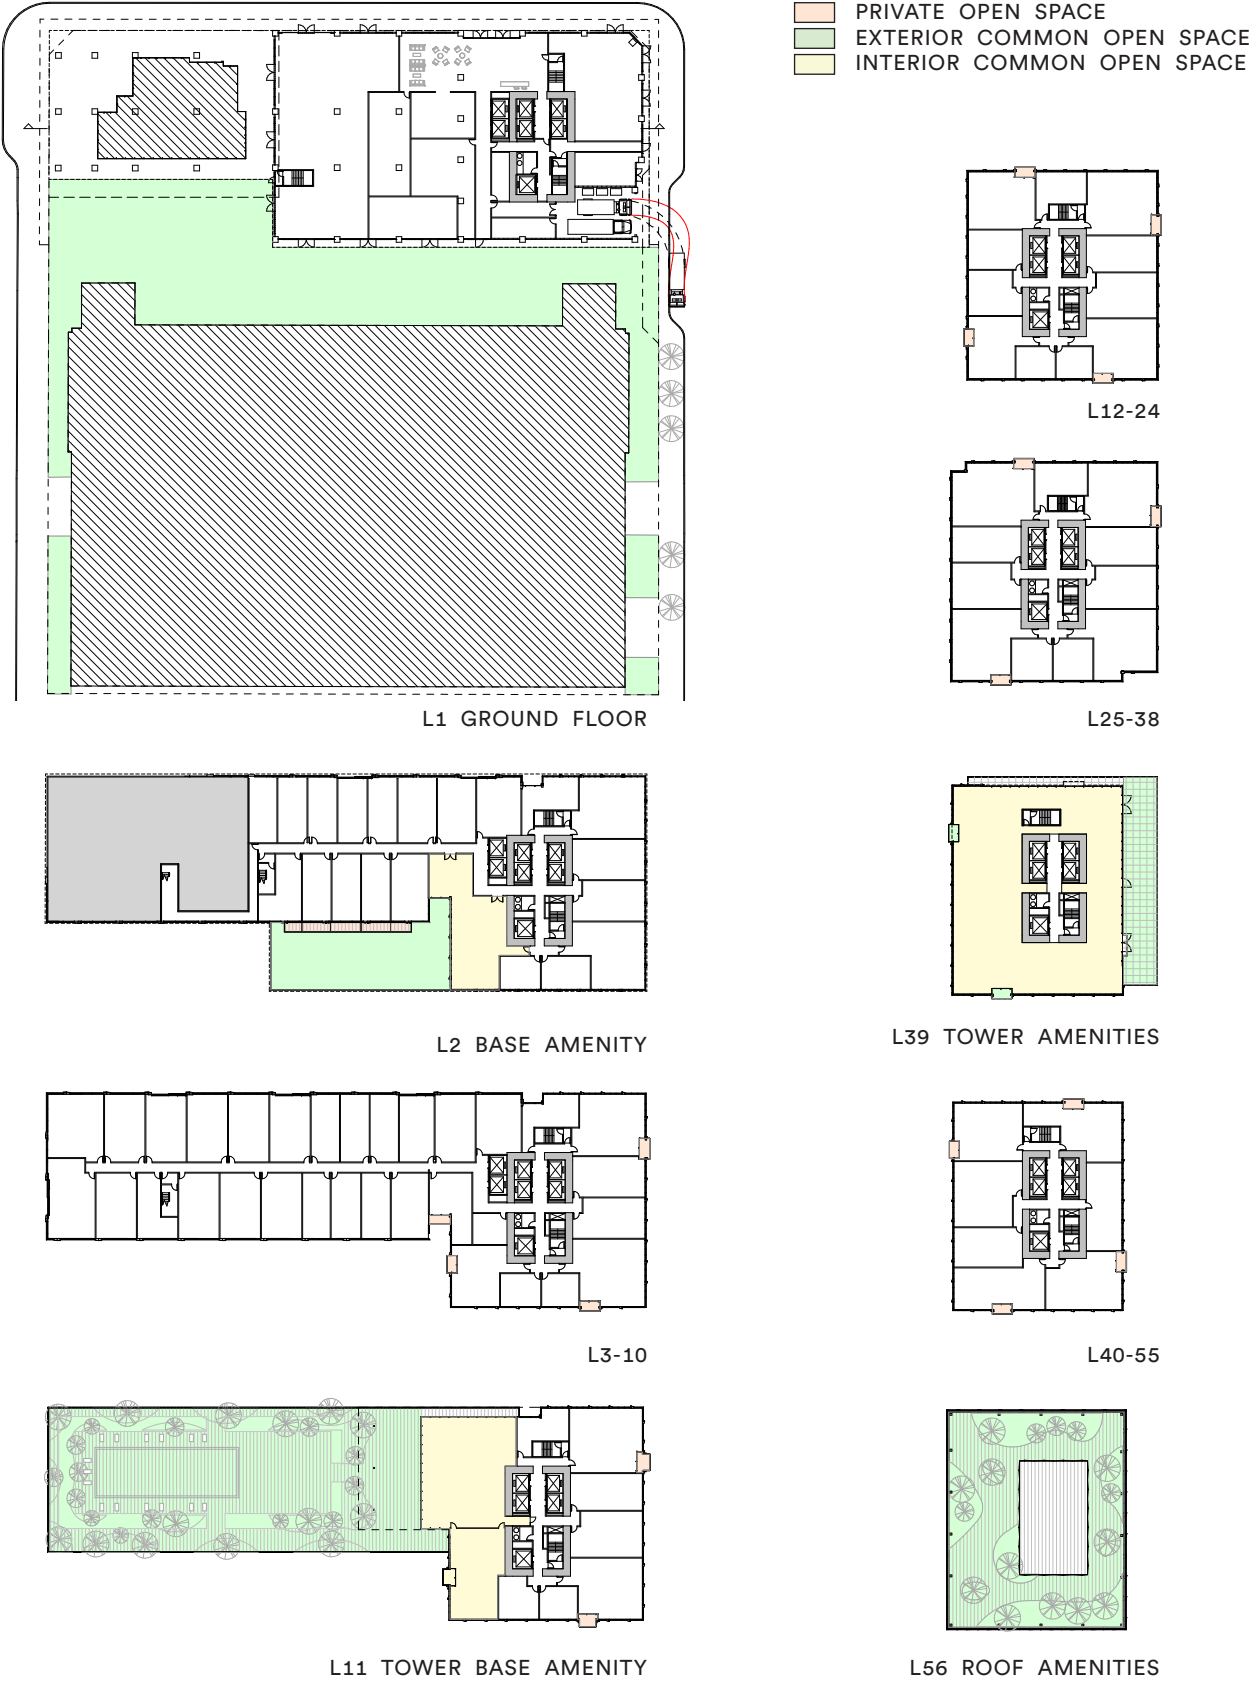 PRIVATE OPEN SPACE
EXTERIOR COMMON OPEN SPACE
INTERIOR COMMON OPEN SPACE
L12-24
L25-38
L1 GROUND FLOOR
L2 BASE AMENITY
L39 TOWER AMENITIES
L3-10
L40-55
L11 TOWER BASE AMENITY
L56 ROOF AMENITIES